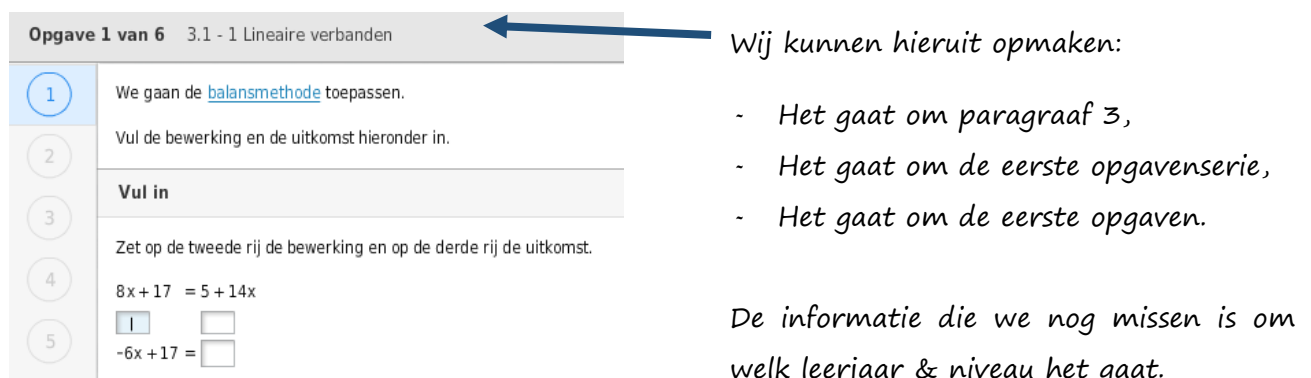 Opgave 1 van 6 3.1 - 1 Lineaire verbanden
1
We gaan de balansmethode toepassen.
Vul de bewerking en de uitkomst hieronder in.
2
Vul in
3
Zet op de tweede rij de bewerking en op de derde rij de uitkomst.
4
8x + 17 = 5 + 14x
5
-6x + 17 =
Wij kunnen hieruit opmaken:
- Het gaat om paragraaf 3,
- Het gaat om de eerste opgavenserie,
- Het gaat om de eerste opgaven.
De informatie die we nog missen is om
welk leerjaar & niveau het gaat.